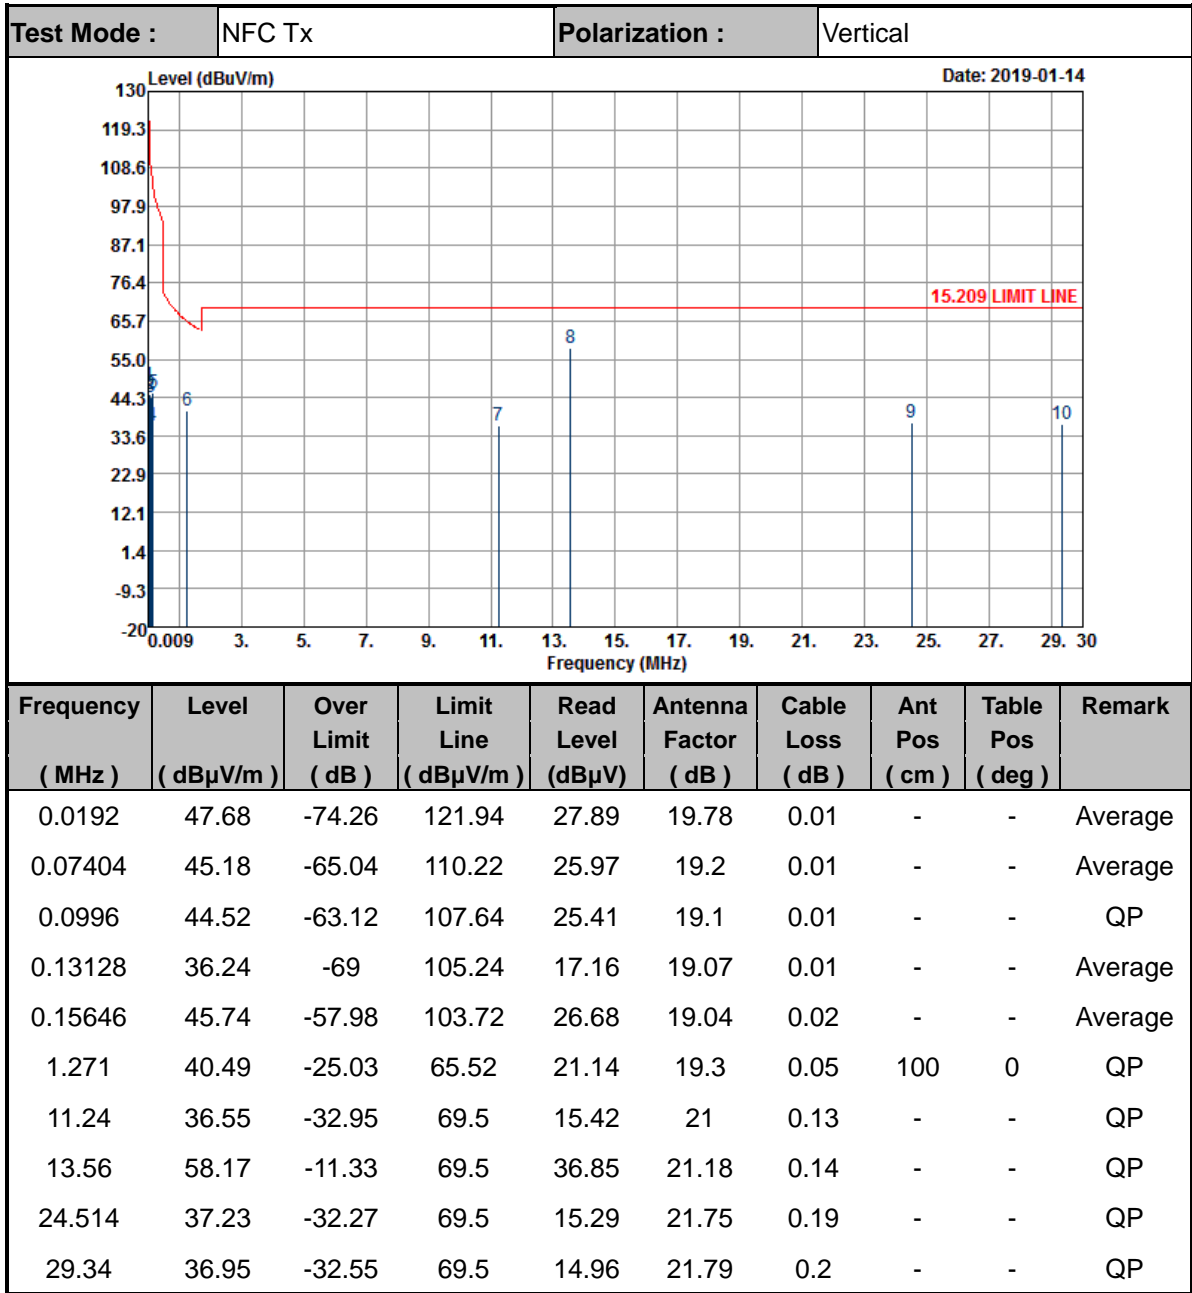 Test Mode : NFC Tx Polarization : Vertical
Level (dBuV/m) Date: 2019-01-14
130
119.3
108.6
97.9
87.1
76.4
15.209 LIMIT LINE
65.7
8
55.0
5
44.3
6
7
9
10
4
33.6
22.9
12.1
1.4
-9.3
-20
0.009 3. 5. 7. 9. 11. 13. 15. 17. 19. 21. 23. 25. 27. 29. 30
Frequency (MHz)
Frequency Level Over Limit Read Antenna Cable Ant Table Remark
Limit Line Level Factor Loss Pos Pos
( MHz ) ( dBμV/m ) ( dB ) ( dBμV/m ) (dBμV) ( dB ) ( dB ) ( cm ) ( deg )
0.0192 47.68 -74.26 121.94 27.89 19.78 0.01 - - Average
0.07404 45.18 -65.04 110.22 25.97 19.2 0.01 - - Average
0.0996 44.52 -63.12 107.64 25.41 19.1 0.01 - - QP
0.13128 36.24 -69 105.24 17.16 19.07 0.01 - - Average
0.15646 45.74 -57.98 103.72 26.68 19.04 0.02 - - Average
1.271 40.49 -25.03 65.52 21.14 19.3 0.05 100 0 QP
11.24 36.55 -32.95 69.5 15.42 21 0.13 - - QP
13.56 58.17 -11.33 69.5 36.85 21.18 0.14 - - QP
24.514 37.23 -32.27 69.5 15.29 21.75 0.19 - - QP
29.34 36.95 -32.55 69.5 14.96 21.79 0.2 - - QP